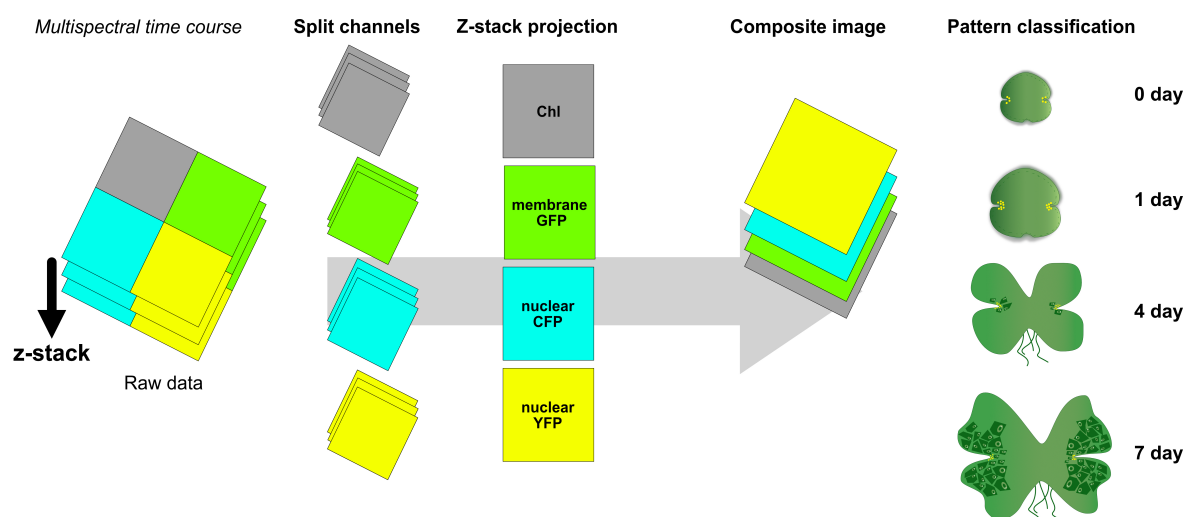 Multispectral time course
Split channels
Z-stack projection
Composite image
Pattern classification
0 day
Chl
1 day
membrane
GFP
4 day
nuclear
CFP
z-stack
Raw data
nuclear
YFP
7 day